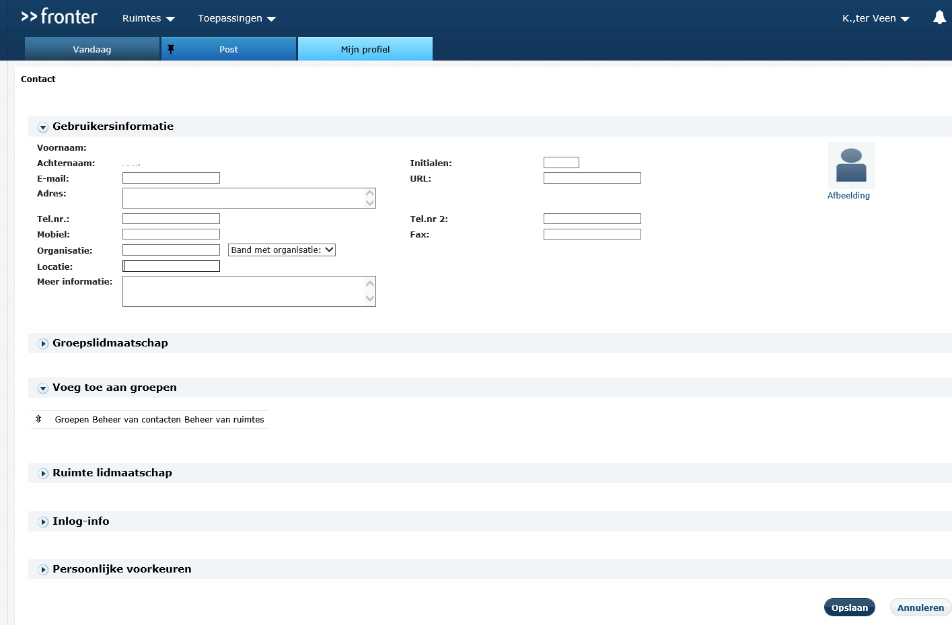 >>fronter Ruimtes Toepassingen K.,ter Veen
Vandaag Post Mijn profiel
Contact
Gebruikersinformatie
Voornaam:
Achternaam: Initialen:
E-mail: URL:
Adres:
Afbeelding
Tel.nr.: Tel.nr 2:
Mobiel: Fax:
Organisatie: Band met organisatie:
Locatie:
Meer informatie:
Groepslidmaatschap
Voeg toe aan groepen
Groepen Beheer van contacten Beheer van ruimtes
Ruimte lidmaatschap
Inlog-info
Persoonlijke voorkeuren
Opslaan Annuleren